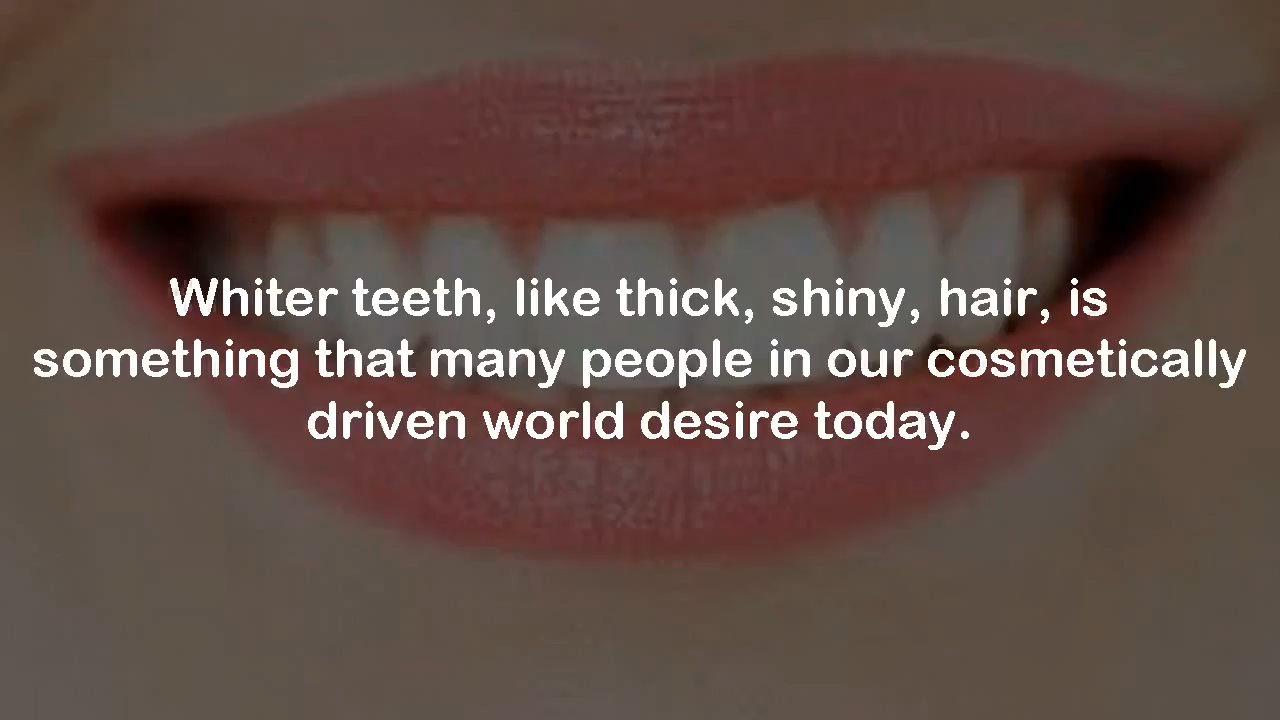 Whiter teeth, like thick, shiny, hair, is
something that many people in our cosmetically
driven world desire today.